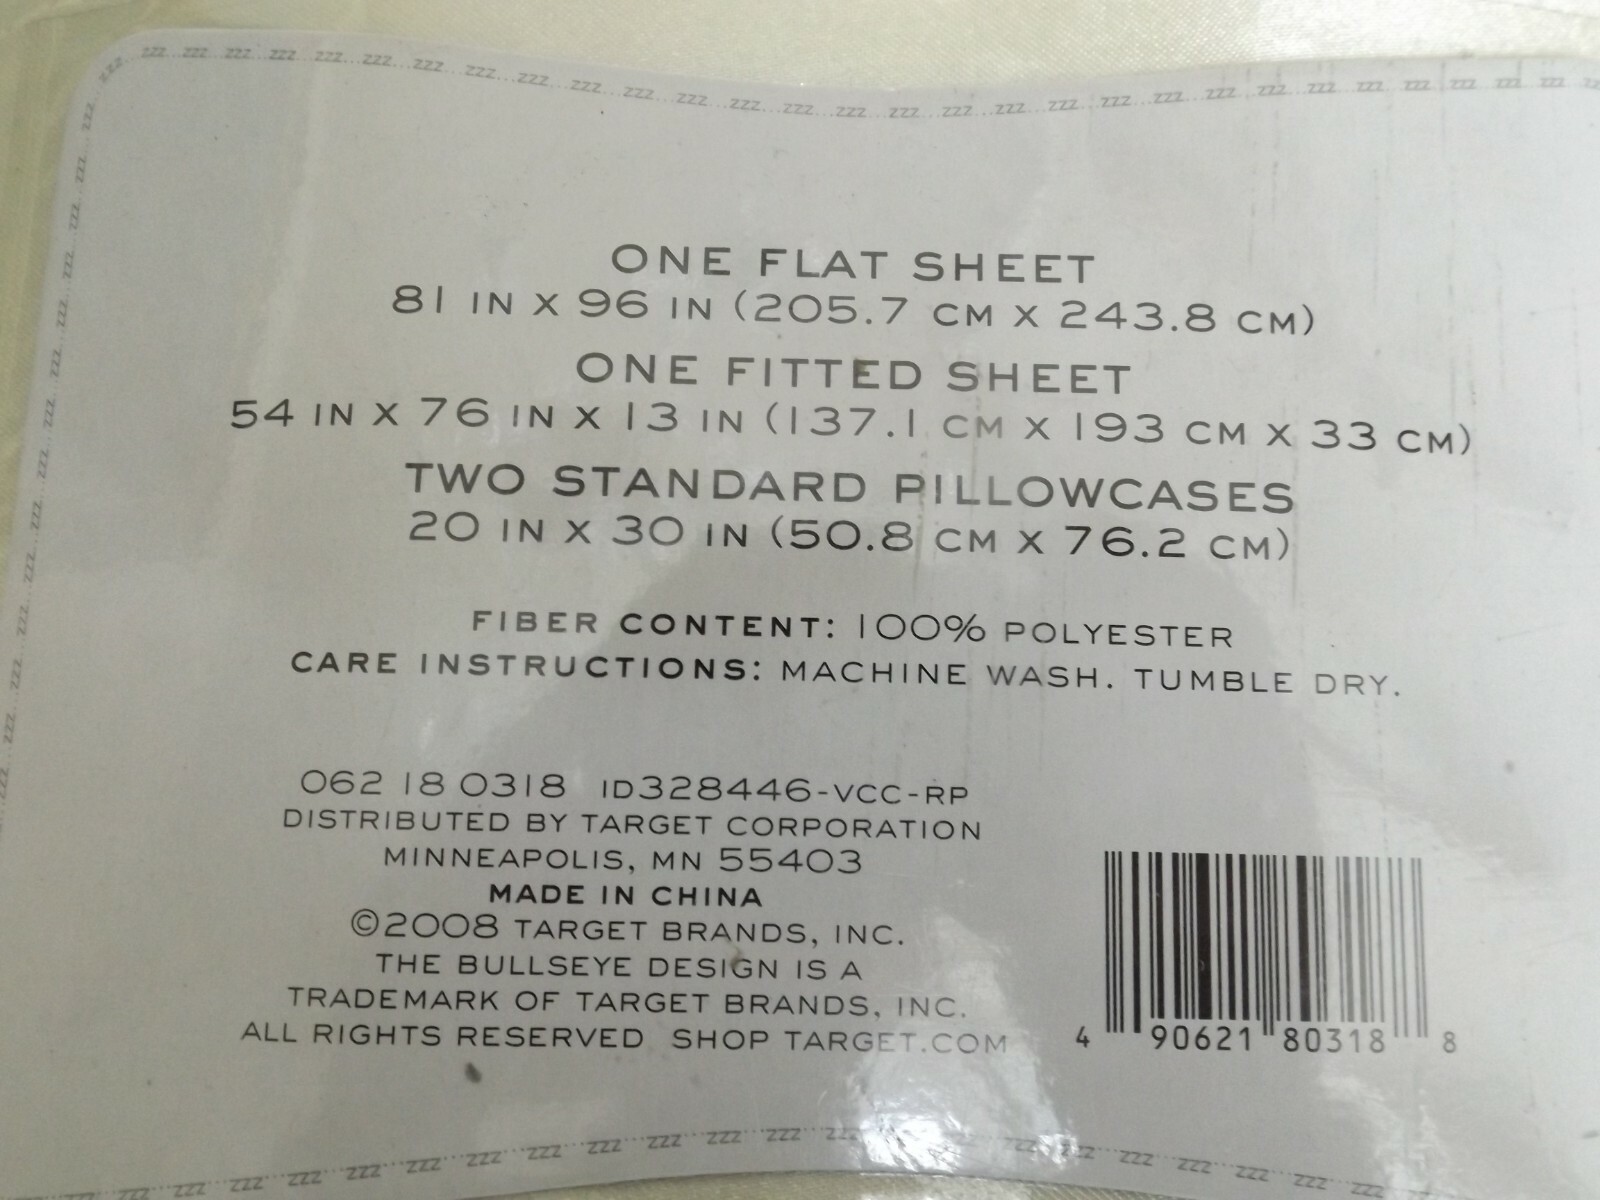 ONE FLAT SHEET
81 IN X 96 IN (205.7 CM X 243.8 CM)
ONE FITTED SHEET
54 IN X 76 IN X 13 IN (137.1 CM X 193 CM X 33 CM)
TWO STANDARD PILLOWCASES
20 IN X 30 IN (50.8 CM X 76.2 CM)
FIBER CONTENT: 100% POLYESTER
CARE INSTRUCTIONS: MACHINE WASH. TUMBLE DRY.
062 18 0318 ID328446-VCC-RP
DISTRIBUTED BY TARGET CORPORATION
MINNEAPOLIS, MN 55403
MADE IN CHINA
©2008 TARGET BRANDS, INC.
THE BULLSEYE DESIGN IS A
TRADEMARK OF TARGET BRANDS, INC.
ALL RIGHTS RESERVED SHOP TARGET.COM
4 90621 80318 8